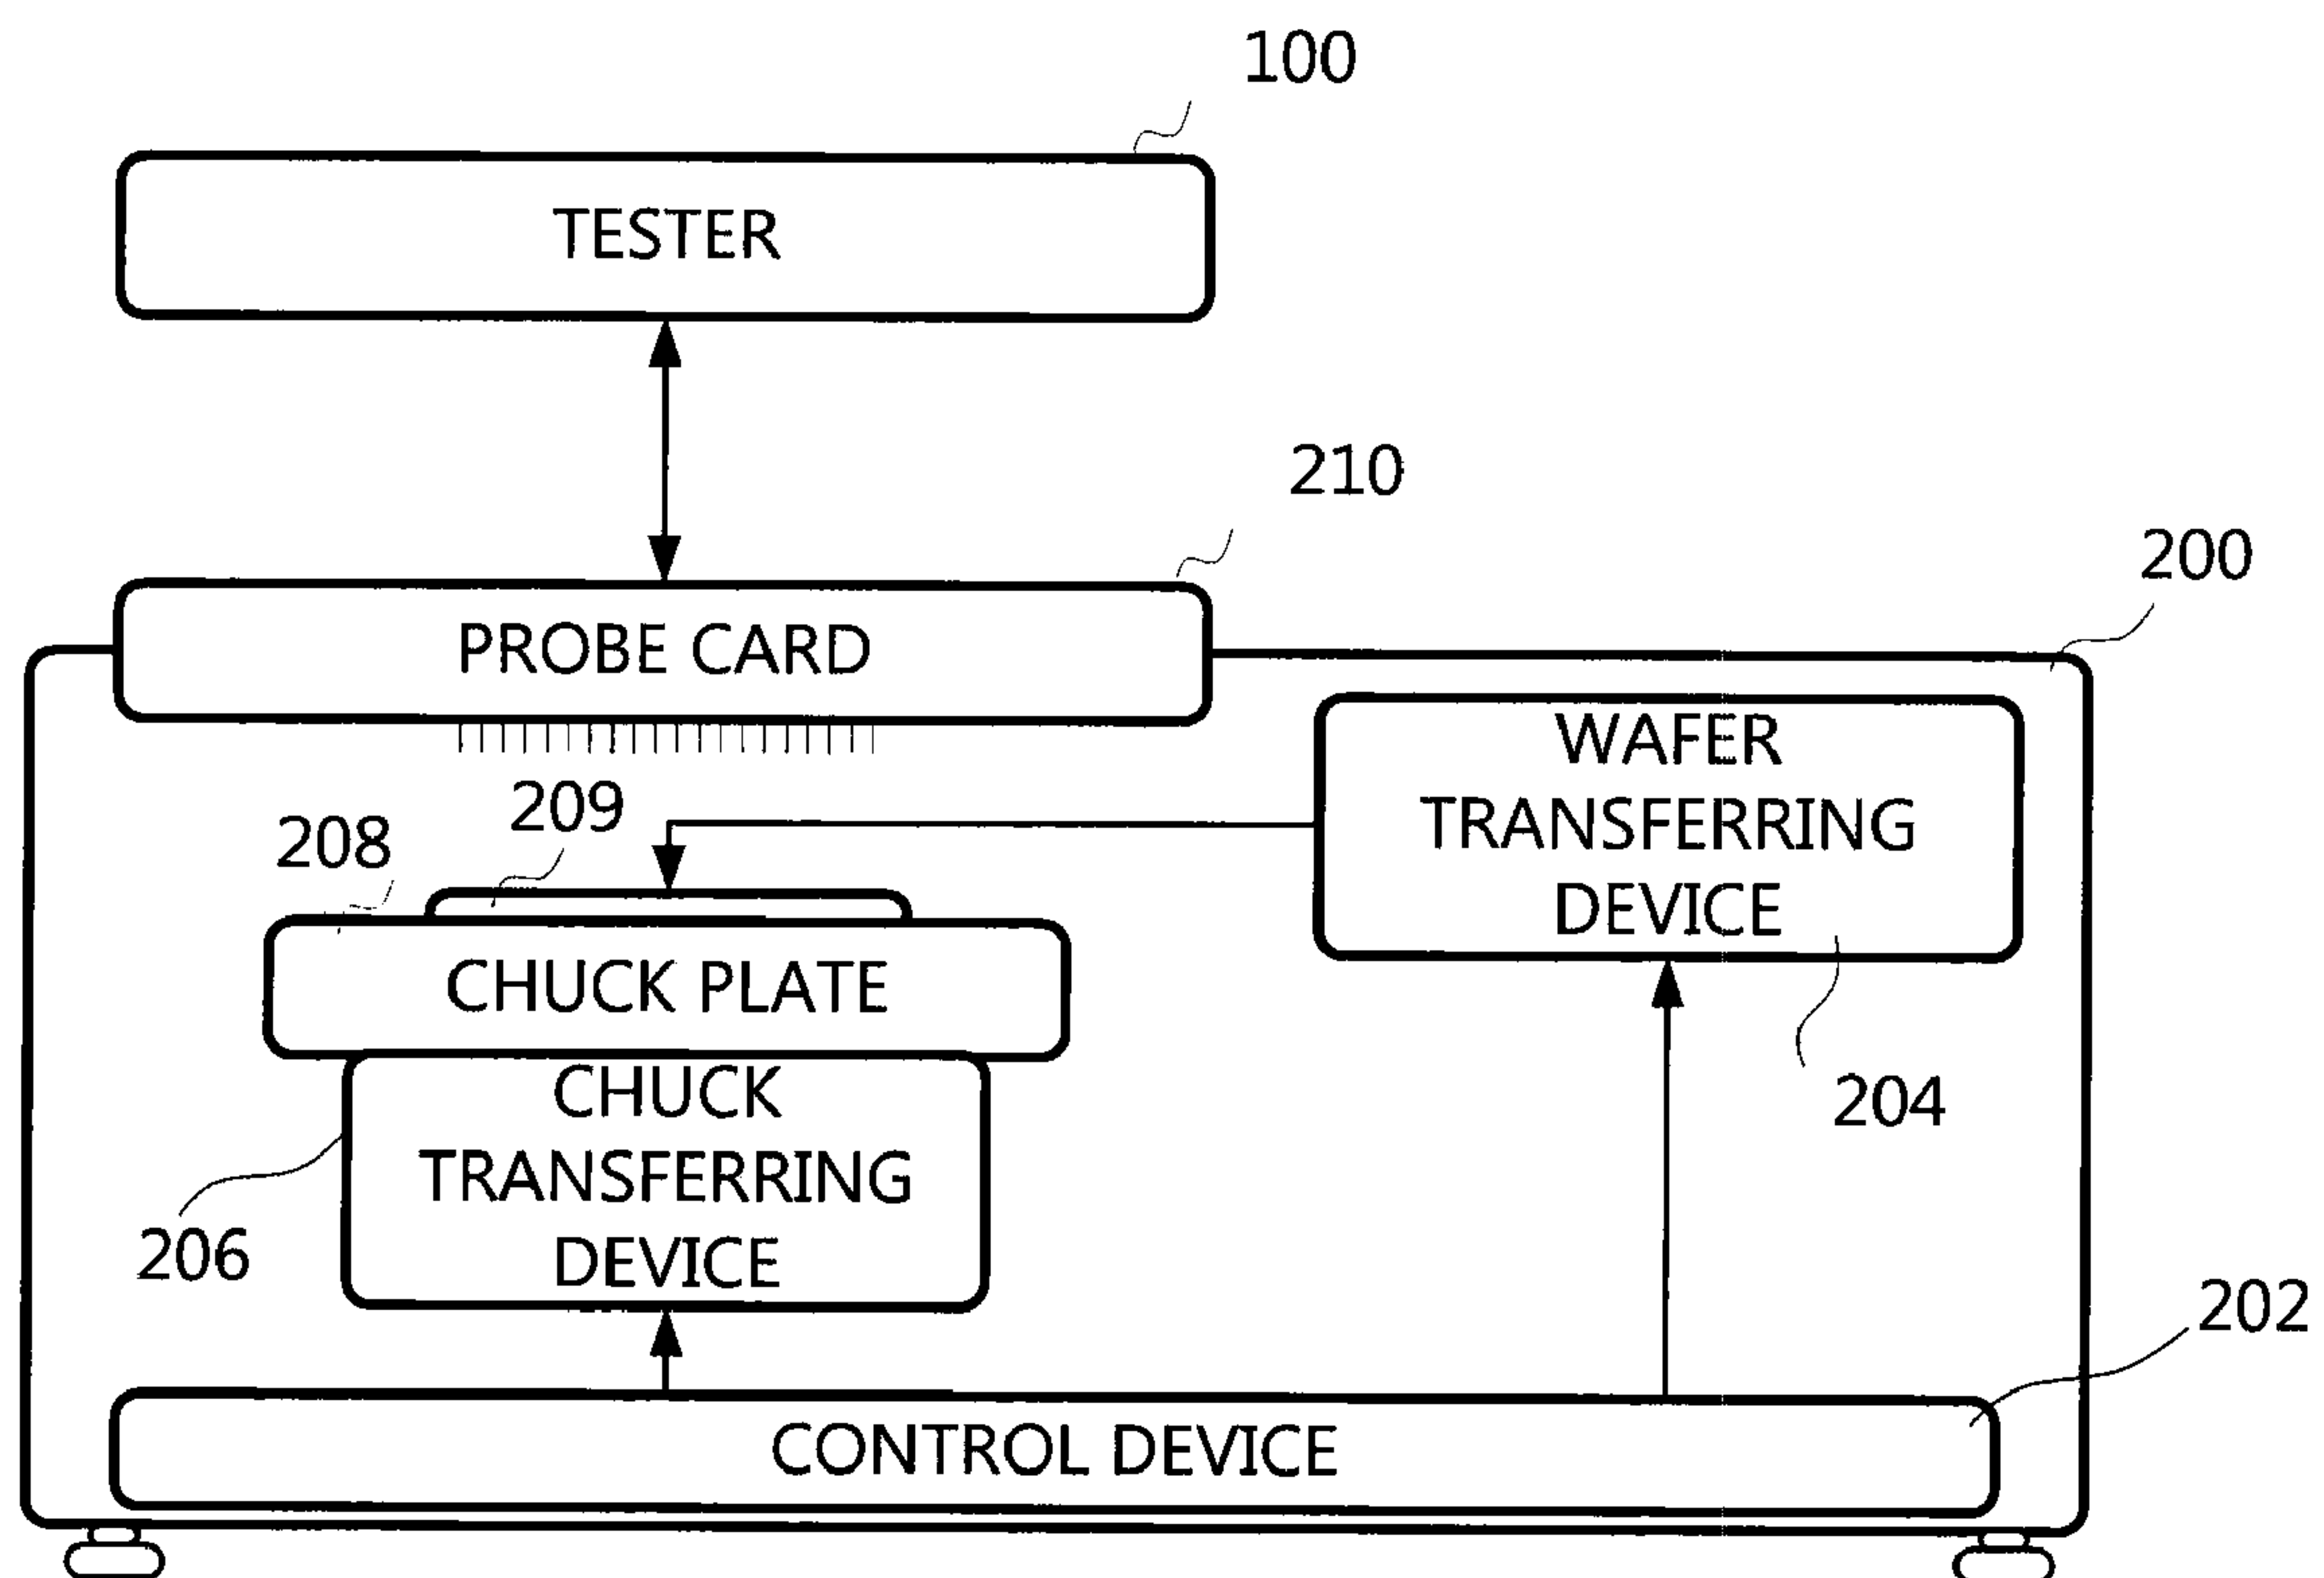 100
TESTER
210
200
PROBE CARD
WAFER
TRANSFERRING
DEVICE
209
208
CHUCK PLATE
204
CHUCK
TRANSFERRING
DEVICE
206
202
CONTROL DEVICE